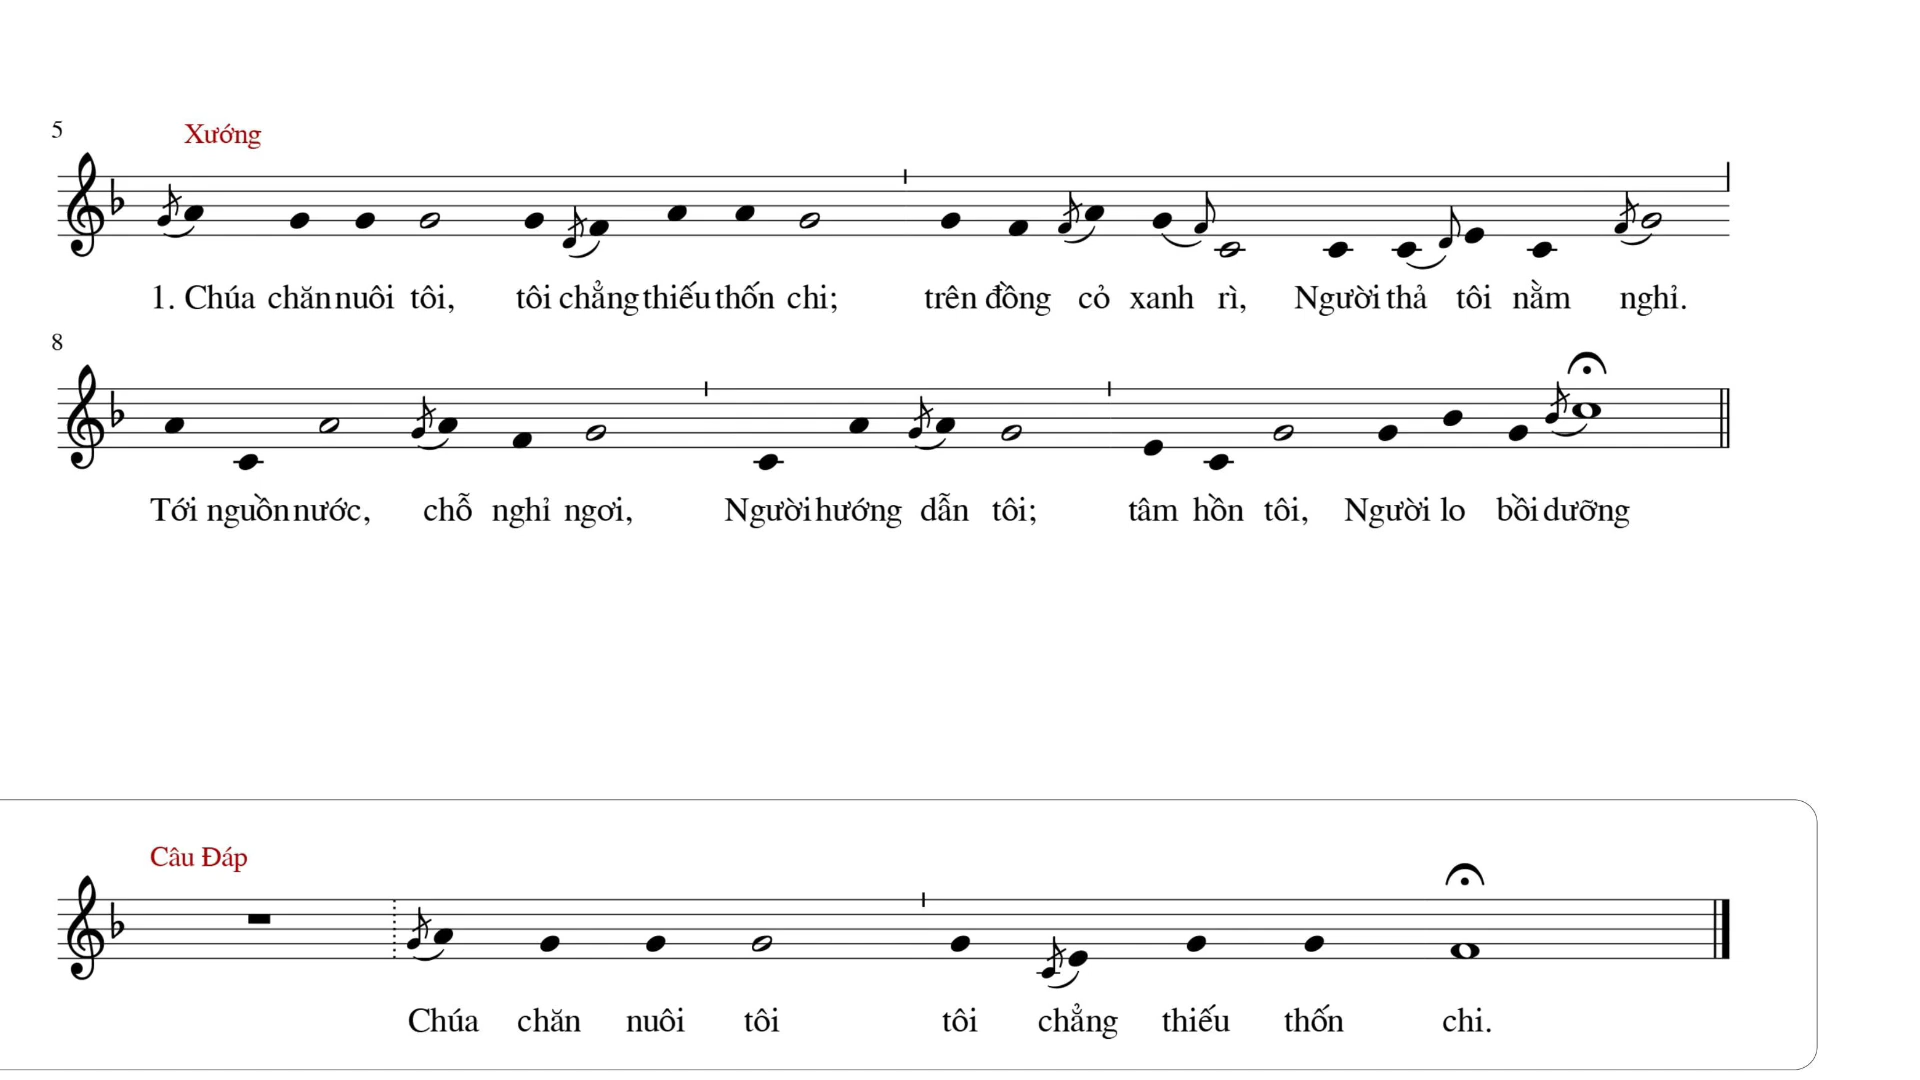 5
Xướng
1. Chúa chăn nuôi tôi, tôi chẳng thiếu thốn chi; trên đồng cỏ xanh rì, Người thả tôi nằm nghỉ.
8
Tới nguồn nước, chỗ nghỉ ngơi, Người hướng dẫn tôi; tâm hồn tôi, Người lo bồi dưỡng
Câu Đáp
Chúa chăn nuôi tôi tôi chẳng thiếu thốn chi.